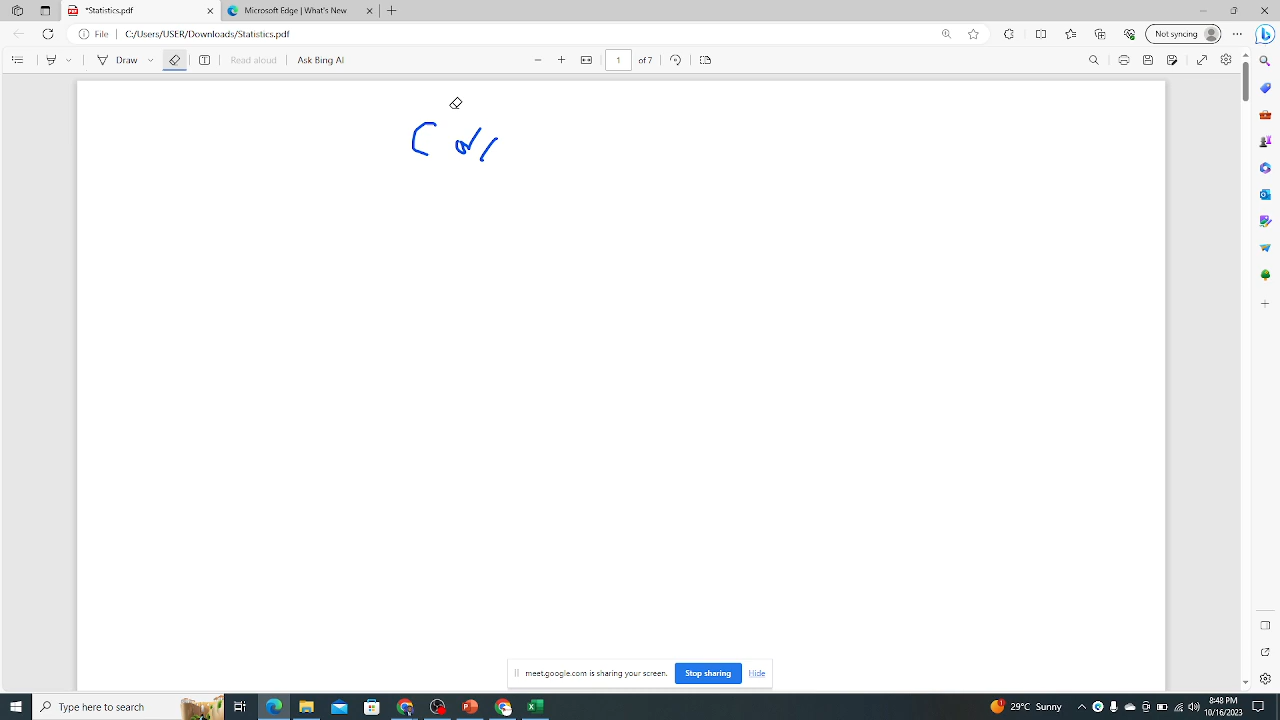 *Statistics.pdf
Microsoft Edge | What's New
File
C:/Users/USER/Downloads/Statistics.pdf
Not syncing
Draw
Read aloud
Ask Bing AI
1
of 7
meet.google.com is sharing your screen.
Stop sharing
Hide
Type here to search
29°C Sunny
8:48 PM
10/16/2023